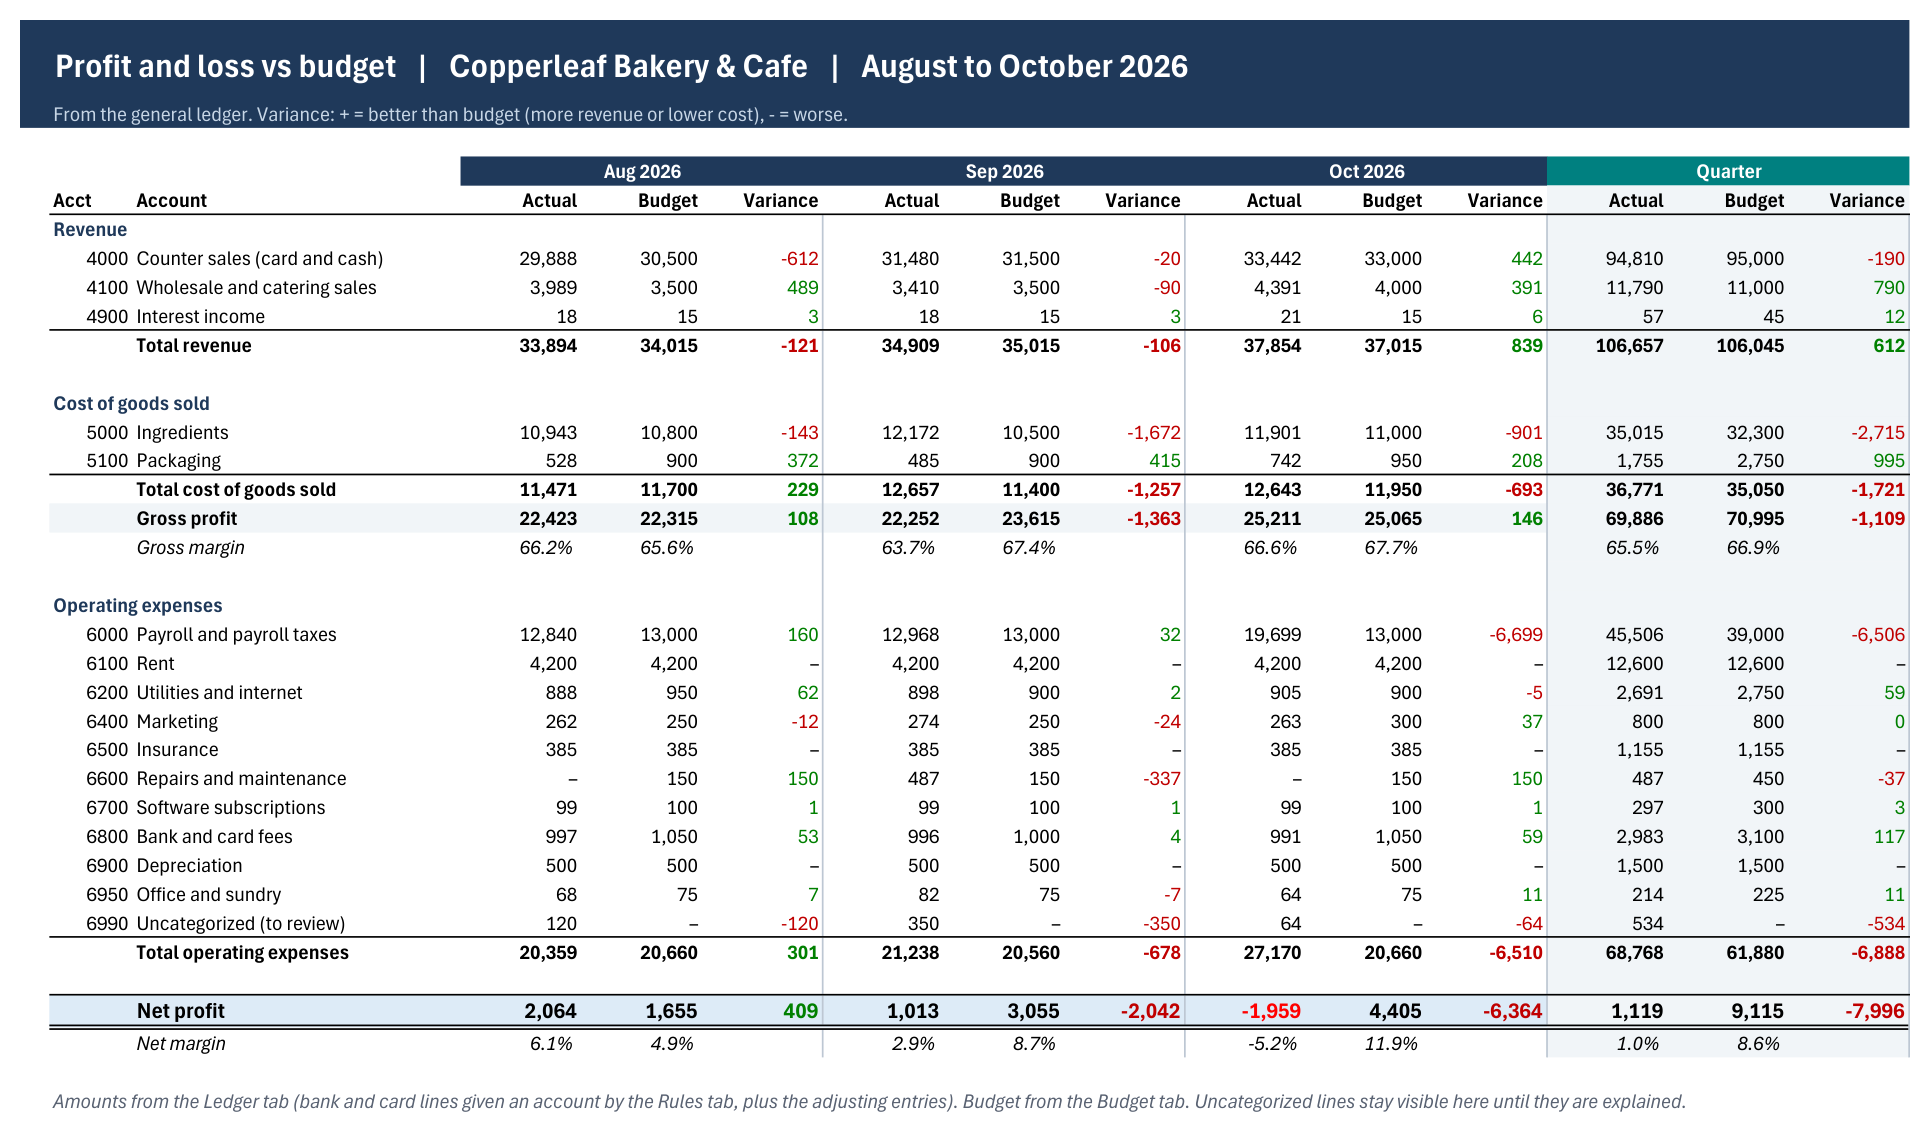 Profit and loss vs budget | Copperleaf Bakery & Cafe | August to October 2026
From the general ledger. Variance: + = better than budget (more revenue or lower cost), - = worse.
Aug 2026 Sep 2026 Oct 2026 Quarter
Acct Account Actual Budget Variance Actual Budget Variance Actual Budget Variance Actual Budget Variance
Revenue
4000 Counter sales (card and cash) 29,888 30,500 -612 31,480 31,500 -20 33,442 33,000 442 94,810 95,000 -190
4100 Wholesale and catering sales 3,989 3,500 489 3,410 3,500 -90 4,391 4,000 391 11,790 11,000 790
4900 Interest income 18 15 3 18 15 3 21 15 6 57 45 12
Total revenue 33,894 34,015 -121 34,909 35,015 -106 37,854 37,015 839 106,657 106,045 612
Cost of goods sold
5000 Ingredients 10,943 10,800 -143 12,172 10,500 -1,672 11,901 11,000 -901 35,015 32,300 -2,715
5100 Packaging 528 900 372 485 900 415 742 950 208 1,755 2,750 995
Total cost of goods sold 11,471 11,700 229 12,657 11,400 -1,257 12,643 11,950 -693 36,771 35,050 -1,721
Gross profit 22,423 22,315 108 22,252 23,615 -1,363 25,211 25,065 146 69,886 70,995 -1,109
Gross margin 66.2% 65.6% 63.7% 67.4% 66.6% 67.7% 65.5% 66.9%
Operating expenses
6000 Payroll and payroll taxes 12,840 13,000 160 12,968 13,000 32 19,699 13,000 -6,699 45,506 39,000 -6,506
6100 Rent 4,200 4,200 – 4,200 4,200 – 4,200 4,200 – 12,600 12,600 –
6200 Utilities and internet 888 950 62 898 900 2 905 900 -5 2,691 2,750 59
6400 Marketing 262 250 -12 274 250 -24 263 300 37 800 800 0
6500 Insurance 385 385 – 385 385 – 385 385 – 1,155 1,155 –
6600 Repairs and maintenance – 150 150 487 150 -337 – 150 150 487 450 -37
6700 Software subscriptions 99 100 1 99 100 1 99 100 1 297 300 3
6800 Bank and card fees 997 1,050 53 996 1,000 4 991 1,050 59 2,983 3,100 117
6900 Depreciation 500 500 – 500 500 – 500 500 – 1,500 1,500 –
6950 Office and sundry 68 75 7 82 75 -7 64 75 11 214 225 11
6990 Uncategorized (to review) 120 – -120 350 – -350 64 – -64 534 – -534
Total operating expenses 20,359 20,660 301 21,238 20,560 -678 27,170 20,660 -6,510 68,768 61,880 -6,888
Net profit 2,064 1,655 409 1,013 3,055 -2,042 -1,959 4,405 -6,364 1,119 9,115 -7,996
Net margin 6.1% 4.9% 2.9% 8.7% -5.2% 11.9% 1.0% 8.6%
Amounts from the Ledger tab (bank and card lines given an account by the Rules tab, plus the adjusting entries). Budget from the Budget tab. Uncategorized lines stay visible here until they are explained.